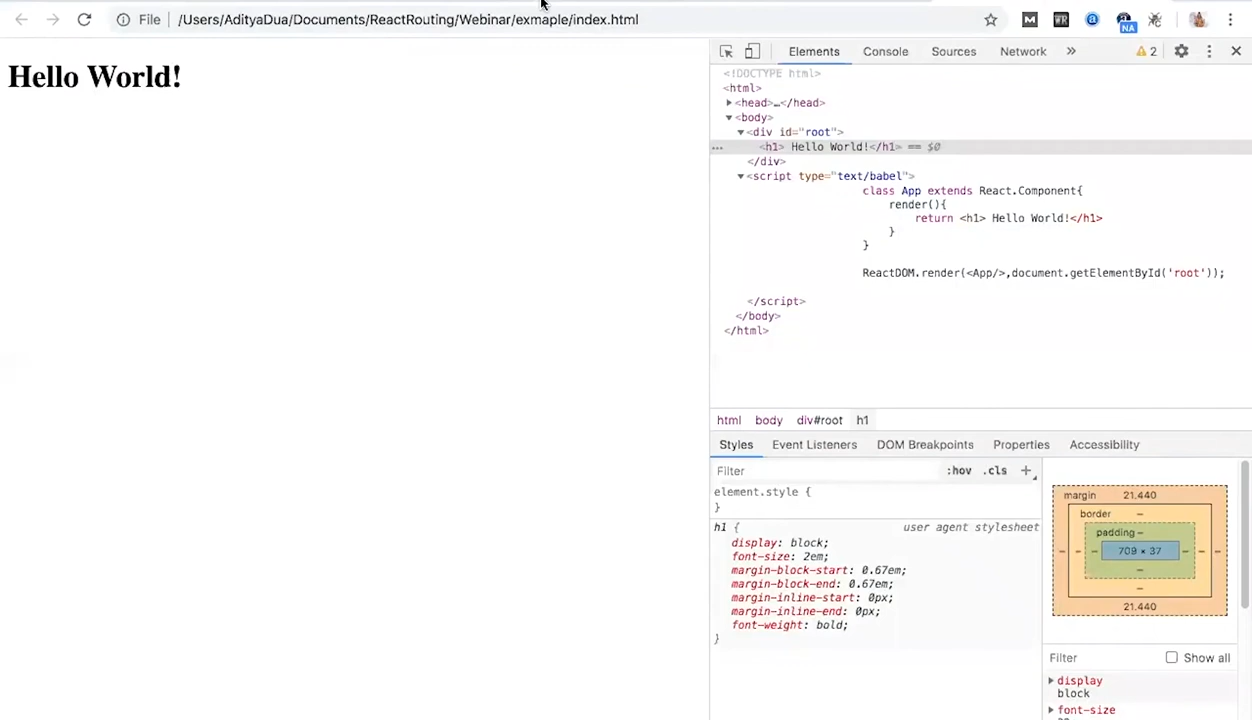 File /Users/AdityaDua/Documents/ReactRouting/Webinar/exmaple/index.html
NA
Hello World!
Elements Console Sources Network » 2
<!DOCTYPE html>
<html>
<head>…</head>
<body>
<div id="root">
… <h1> Hello World!</h1> == $0
</div>
<script type="text/babel">
class App extends React.Component{
render(){
return <h1> Hello World!</h1>
}
}
ReactDOM.render(<App/>,document.getElementById('root'));
</script>
</body>
</html>
html body div#root h1
Styles Event Listeners DOM Breakpoints Properties Accessibility
Filter :hov .cls +
element.style {
}
h1 { user agent stylesheet
display: block;
font-size: 2em;
margin-block-start: 0.67em;
margin-block-end: 0.67em;
margin-inline-start: 0px;
margin-inline-end: 0px;
font-weight: bold;
}
margin 21.440
border –
padding –
– – – 709 × 37 – – –
–
–
21.440
Filter Show all
display
block
font-size